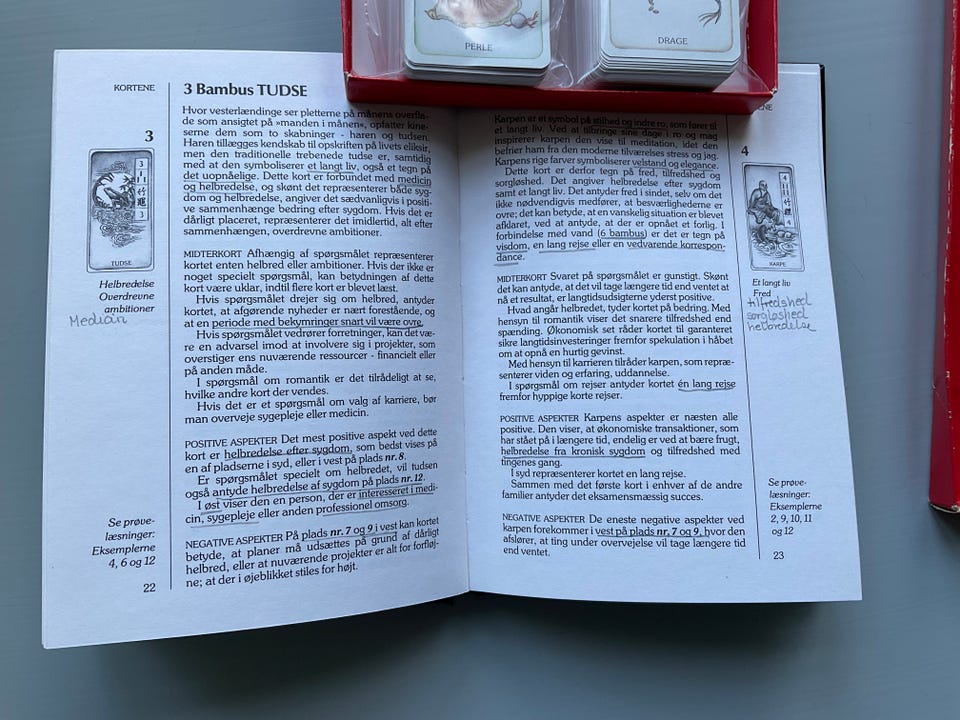 PERLE
DRAGE
KORTENE
3 Bambus TUDSE
Hvor vesterlændinge ser pletterne på månens overfla-
de som ansigtet på »manden i månen«, opfatter kine-
serne dem som to skabninger - haren og tudsen.
Haren tillægges kendskab til opskriften på livets eliksir,
men den traditionelle trebenede tudse er, samtidig
med at den symboliserer et langt liv, også et tegn på
det uopnåelige. Dette kort er forbundet med medicin
og helbredelse, og skønt det repræsenterer både syg-
dom og helbredelse, angiver det sædvanligvis i positi-
ve sammenhænge bedring efter sygdom. Hvis det er
dårligt placeret, repræsenterer det imidlertid, alt efter
sammenhængen, overdrevne ambitioner.
MIDTERKORT Afhængig af spørgsmålet repræsenterer
kortet enten helbred eller ambitioner. Hvis der ikke er
noget specielt spørgsmål, kan betydningen af dette
kort være uklar, indtil flere kort er blevet læst.
Hvis spørgsmålet drejer sig om helbred, antyder
kortet, at afgørende nyheder er nært forestående, og
at en periode med bekymringer snart vil være ovre.
Hvis spørgsmålet vedrører forretninger, kan det væ-
re en advarsel imod at involvere sig i projekter, som
overstiger ens nuværende ressourcer - financielt eller
på anden måde.
I spørgsmål om romantik er det tilrådeligt at se,
hvilke andre kort der vendes.
Hvis det er et spørgsmål om valg af karriere, bør
man overveje sygepleje eller medicin.
POSITIVE ASPEKTER Det mest positive aspekt ved dette
kort er helbredelse efter sygdom, som bedst vises på
en af pladserne i syd, eller i vest på plads nr. 8.
Er spørgsmålet specielt om helbredet, vil tudsen
også antyde helbredelse af sygdom på plads nr. 12.
I øst viser den en person, der er interesseret i medi-
cin, sygepleje eller anden professionel omsorg.
NEGATIVE ASPEKTER På plads nr. 7 og 9 i vest kan kortet
betyde, at planer må udsættes på grund af dårligt
helbred, eller at nuværende projekter er alt for forfløj-
ne; at der i øjeblikket stiles for højt.
3
3
3
TUDSE
Helbredelse
Overdrevne
ambitioner
Medicin
Se prøve-
læsninger:
Eksemplerne
4, 6 og 12
22
Karpen er et symbol på stilhed og indre ro, som fører til
et langt liv. Ved at tilbringe sine dage i ro og mag
inspirerer karpen den vise til meditation, idet den
befrier ham fra den moderne tilværelses stress og jag.
Karpens rige farver symboliserer velstand og elegance.
Dette kort er derfor tegn på fred, tilfredshed og
sorgløshed. Det angiver helbredelse efter sygdom
samt et langt liv. Det antyder fred i sindet, selv om det
ikke nødvendigvis medfører, at besværlighederne er
ovre; det kan betyde, at en vanskelig situation er blevet
afklaret, ved at antyde, at der er opnået et forlig. I
forbindelse med vand (6 bambus) er det er tegn på
visdom, en lang rejse eller en vedvarende korrespon-
dance.
MIDTERKORT Svaret på spørgsmålet er gunstigt. Skønt
det kan antyde, at det vil tage længere tid end ventet at
nå et resultat, er langtidsudsigterne yderst positive.
Hvad angår helbredet, tyder kortet på bedring. Med
hensyn til romantik viser det snarere tilfredshed end
spænding. Økonomisk set råder kortet til garanteret
sikre langtidsinvesteringer fremfor spekulation i håbet
om at opnå en hurtig gevinst.
Med hensyn til karrieren tilråder karpen, som repræ-
senterer viden og erfaring, uddannelse.
I spørgsmål om rejser antyder kortet én lang rejse
fremfor hyppige korte rejser.
POSITIVE ASPEKTER Karpens aspekter er næsten alle
positive. Den viser, at økonomiske transaktioner, som
har stået på i længere tid, endelig er ved at bære frugt,
helbredelse fra kronisk sygdom og tilfredshed med
tingenes gang.
I syd repræsenterer kortet en lang rejse.
Sammen med det første kort i enhver af de andre
familier antyder det eksamensmæssig succes.
NEGATIVE ASPEKTER De eneste negative aspekter ved
karpen forekommer i vest på plads nr. 7 og 9, hvor den
afslører, at ting under overvejelse vil tage længere tid
end ventet.
4
4
4
KARPE
Et langt liv
Fred
tilfredshed
sorgløshed
helbredelse
Se prøve-
læsninger:
Eksemplerne
2, 9, 10, 11
og 12
23